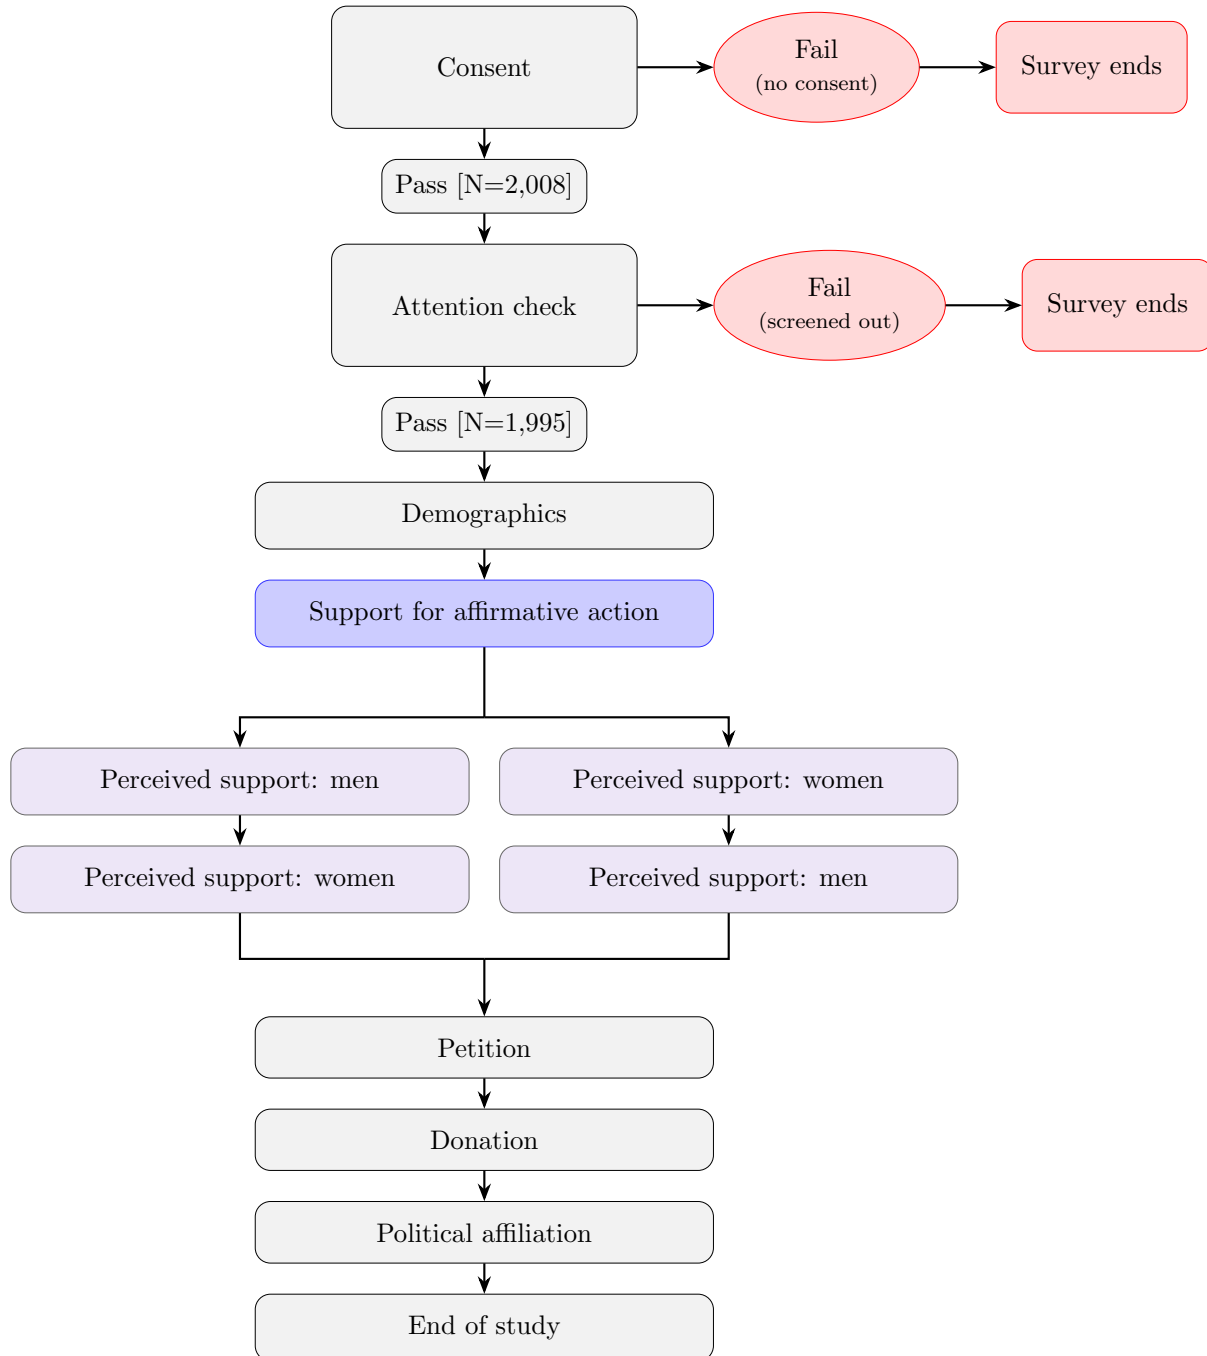 Consent
Fail
(no consent)
Survey ends
Pass [N=2,008]
Attention check
Fail
(screened out)
Survey ends
Pass [N=1,995]
Demographics
Support for affirmative action
Perceived support: men
Perceived support: women
Perceived support: women
Perceived support: men
Petition
Donation
Political affiliation
End of study